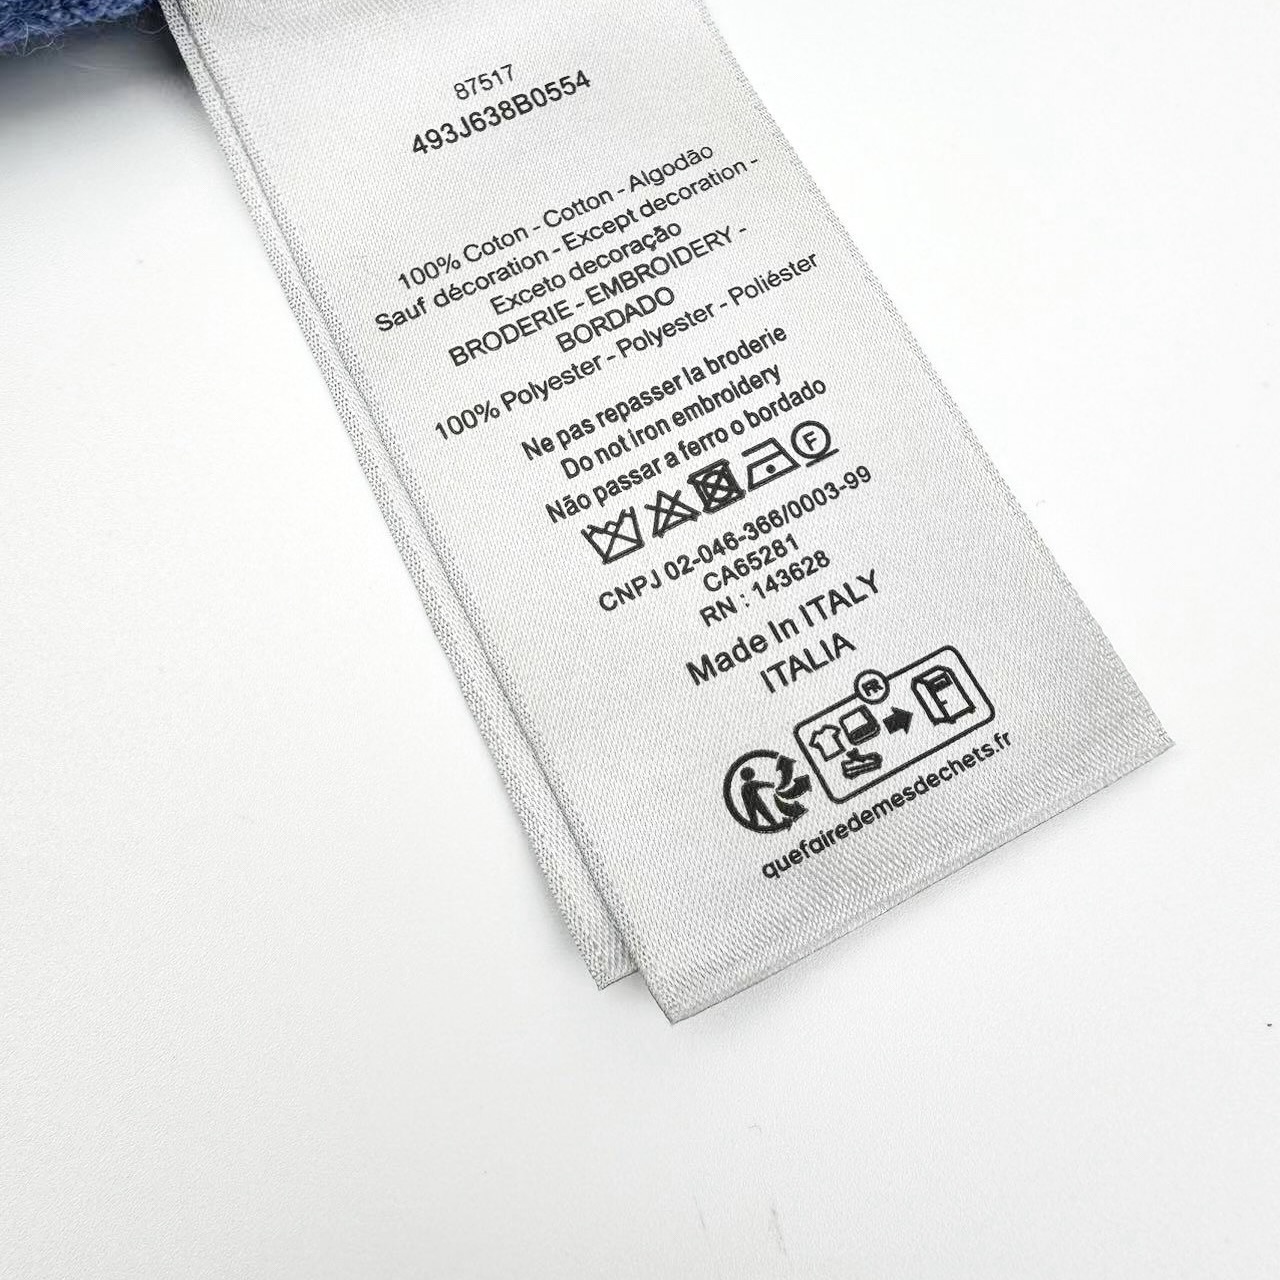 87517
493J638B0554
100% Coton - Cotton - Algodão
Sauf décoration - Except decoration -
Exceto decoração
BRODERIE - EMBROIDERY -
BORDADO
100% Polyester - Polyester - Poliéster
Ne pas repasser la broderie
Do not iron embroidery
Não passar a ferro o bordado
F
CNPJ 02-046-366/0003-99
CA65281
RN : 143628
Made In ITALY
ITALIA
FR
quefairedemesdechets.fr